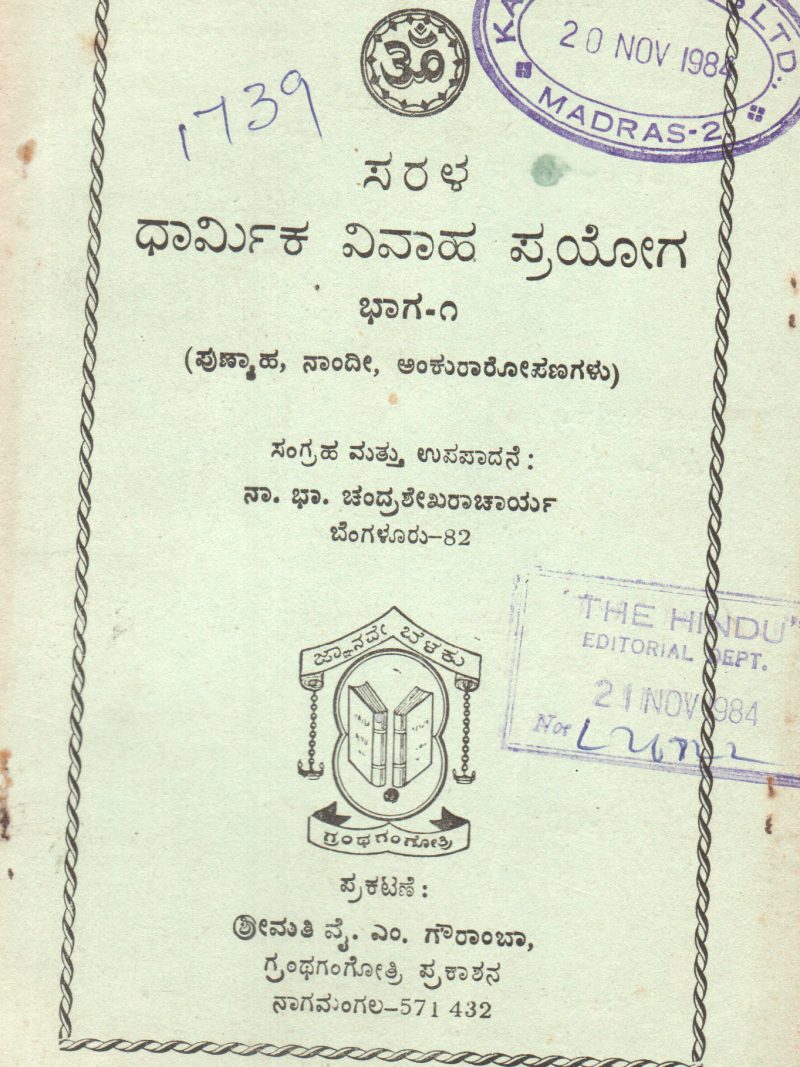 ॐ
20 NOV 1984
LTD.,
MADRAS-2
1739
ಸರಳ
ಧಾರ್ಮಿಕ ವಿವಾಹ ಪ್ರಯೋಗ
ಭಾಗ-೧
(ಪುಣ್ಯಾಹ, ನಾಂದೀ, ಅಂಕುರಾರೋಪಣಗಳು)
ಸಂಗ್ರಹ ಮತ್ತು ಉಪಪಾದನೆ :
ನಾ. ಭಾ. ಚಂದ್ರಶೇಖರಾಚಾರ್ಯ
ಬೆಂಗಳೂರು-82
"THE HINDU"
EDITORIAL DEPT.
21 NOV 1984
ಜ್ಞಾನವೇ ಬೆಳಕು
ಗ್ರಂಥಗಂಗೋತ್ರಿ
ಪ್ರಕಟಣೆ :
ಶ್ರೀಮತಿ ವೈ. ಎಂ. ಗೌರಾಂಬಾ,
ಗ್ರಂಥಗಂಗೋತ್ರಿ ಪ್ರಕಾಶನ
ನಾಗಮಂಗಲ-571 432